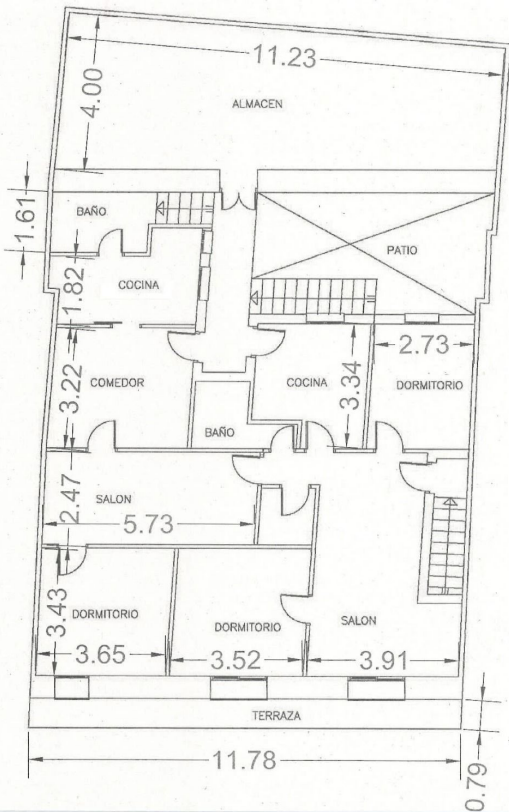 11.23
4.00
ALMACEN
1.61
BAÑO
PATIO
1.82
COCINA
2.73
3.22
COMEDOR
COCINA
3.34
DORMITORIO
BAÑO
2.47
SALON
5.73
3.43
DORMITORIO
DORMITORIO
SALON
3.65
3.52
3.91
TERRAZA
11.78
0.79